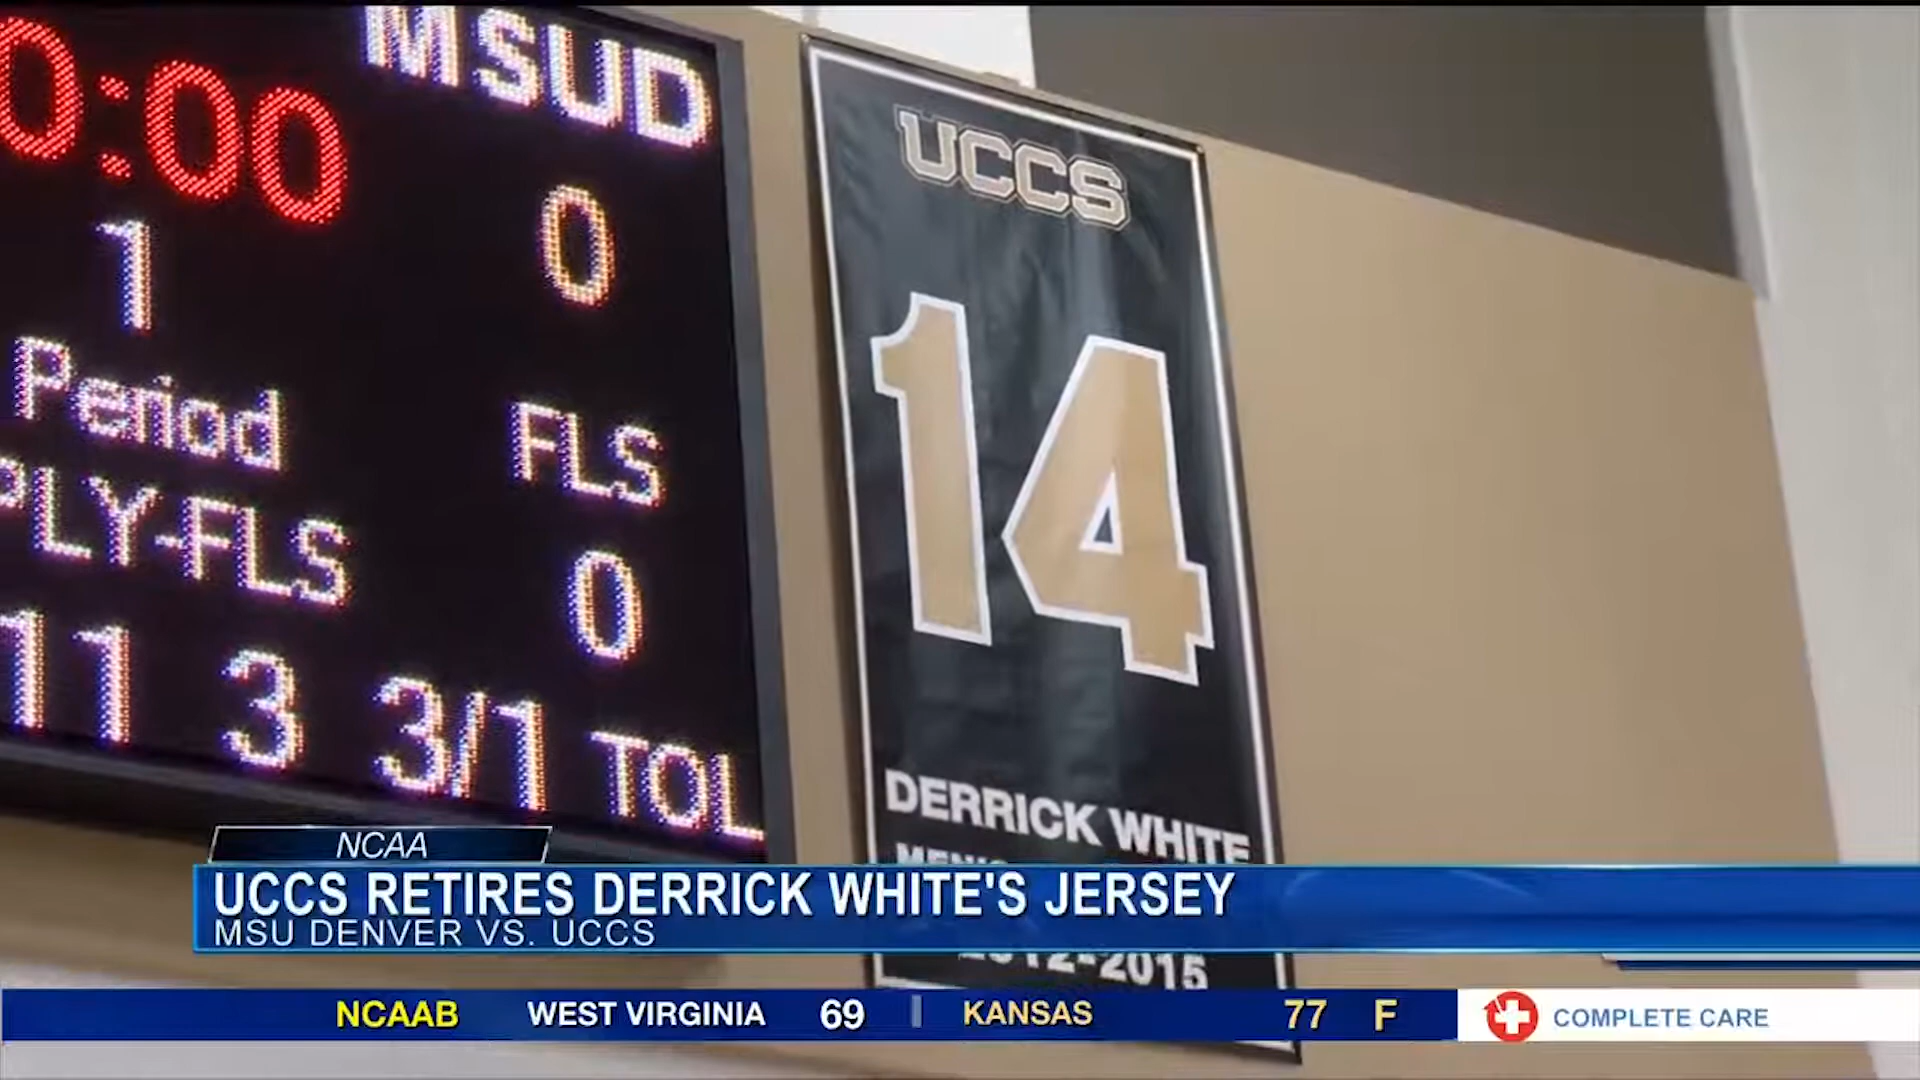 MSUD
0:00
1
0
Period
FLS
PLY-FLS
0
11 3 3/1 TOL
UCCS
14
DERRICK WHITE
MEN'S
2012-2015
NCAA
UCCS RETIRES DERRICK WHITE'S JERSEY
MSU DENVER VS. UCCS
NCAAB WEST VIRGINIA 69 KANSAS 77 F
COMPLETE CARE